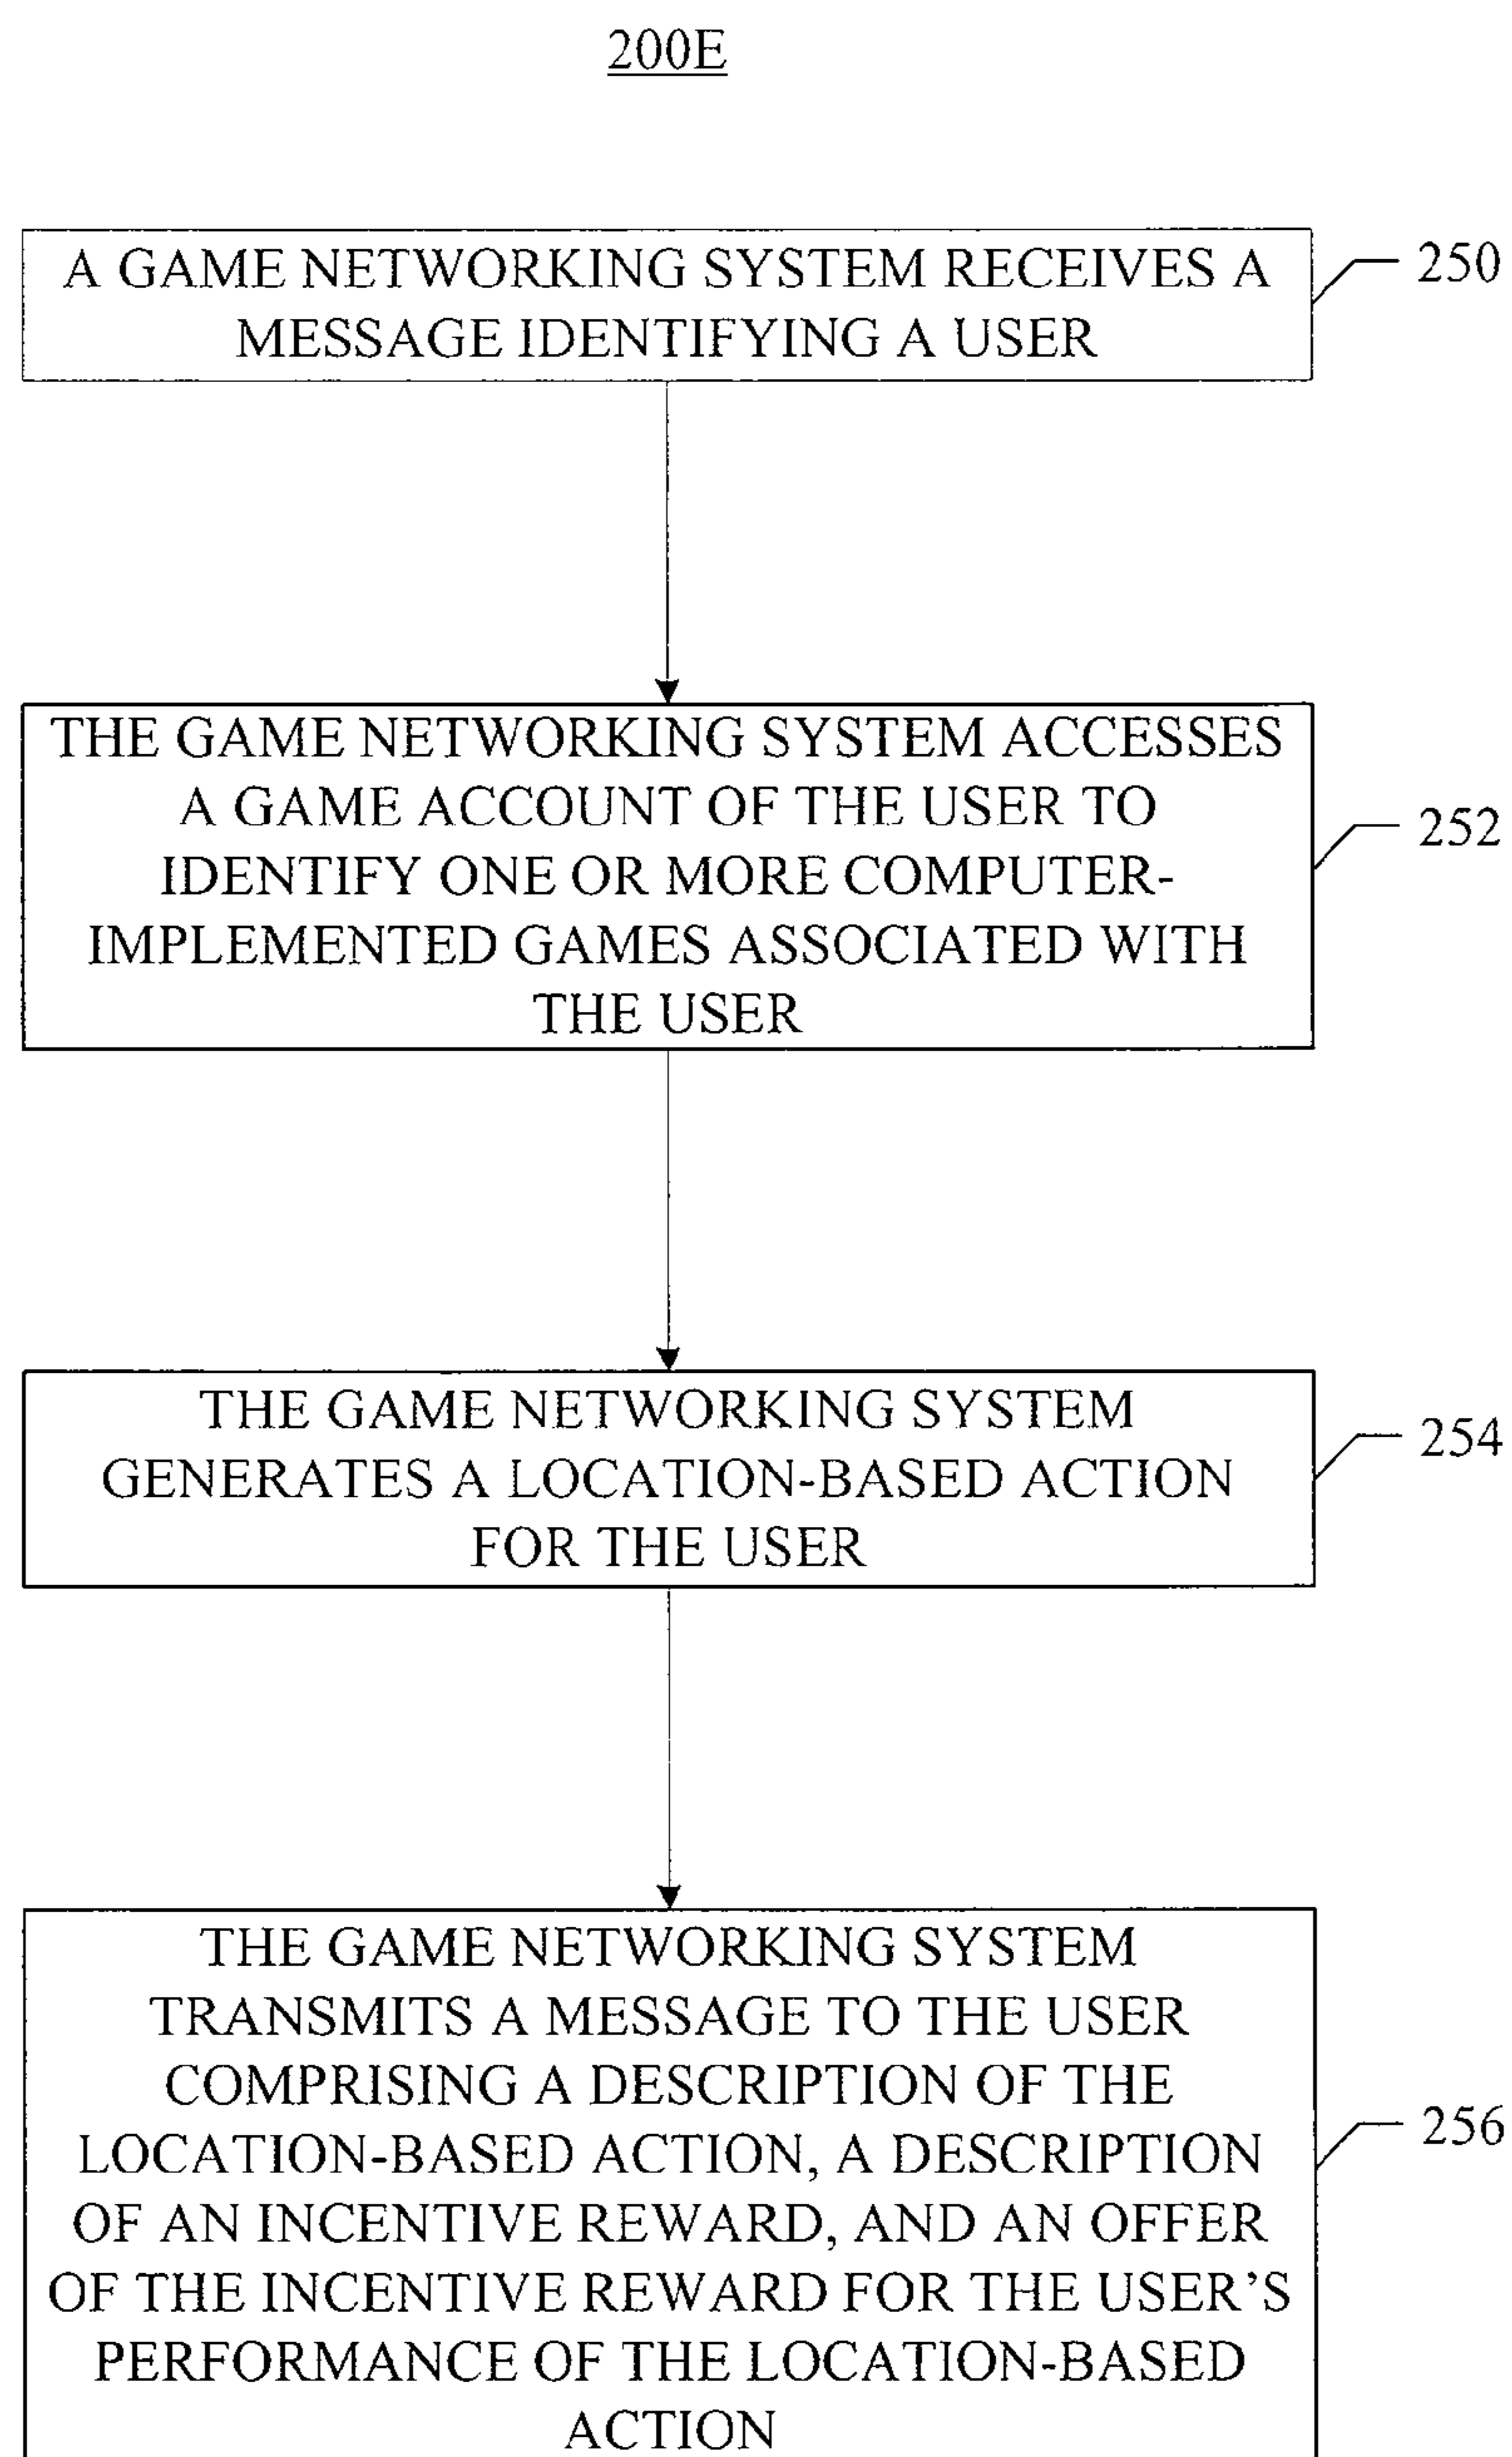 200E
A GAME NETWORKING SYSTEM RECEIVES A
MESSAGE IDENTIFYING A USER
250
THE GAME NETWORKING SYSTEM ACCESSES
A GAME ACCOUNT OF THE USER TO
IDENTIFY ONE OR MORE COMPUTER-
IMPLEMENTED GAMES ASSOCIATED WITH
THE USER
252
THE GAME NETWORKING SYSTEM
GENERATES A LOCATION-BASED ACTION
FOR THE USER
254
THE GAME NETWORKING SYSTEM
TRANSMITS A MESSAGE TO THE USER
COMPRISING A DESCRIPTION OF THE
LOCATION-BASED ACTION, A DESCRIPTION
OF AN INCENTIVE REWARD, AND AN OFFER
OF THE INCENTIVE REWARD FOR THE USER’S
PERFORMANCE OF THE LOCATION-BASED
ACTION
256